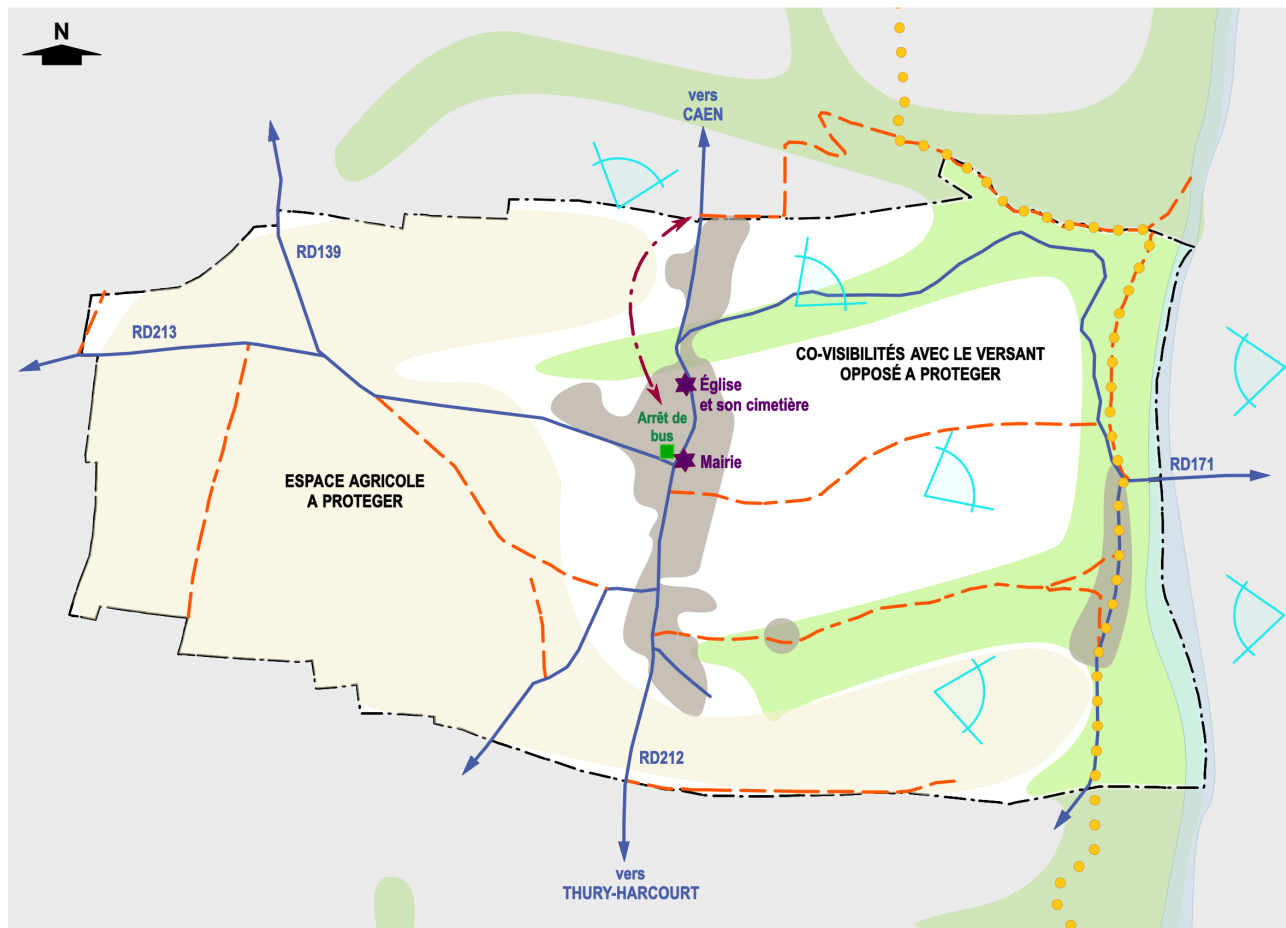 N
vers
CAEN
RD139
RD213
CO-VISIBILITÉS AVEC LE VERSANT
OPPOSÉ A PROTEGER
Église
et son cimetière
Arrêt de
bus
Mairie
RD171
ESPACE AGRICOLE
A PROTEGER
RD212
vers
THURY-HARCOURT